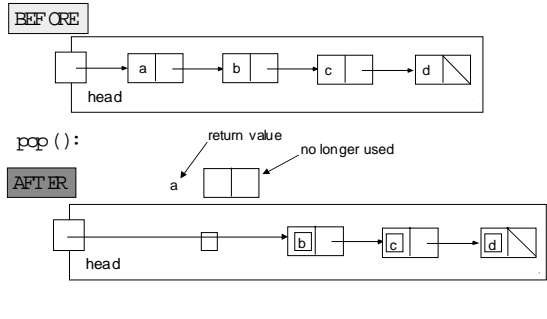 BEFORE
a b c d
head
pop():
return value
no longer used
AFTER
a
b c d
head